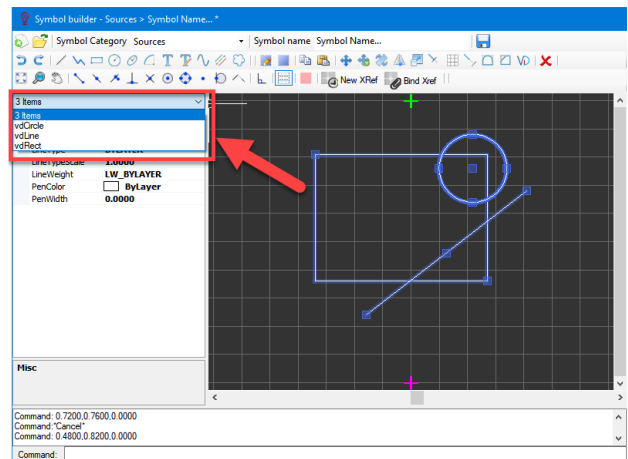 Symbol builder - Sources > Symbol Name... *
Symbol Category Sources Symbol name Symbol Name...
New XRef Bind Xref
3 Items
3 Items
vdCircle
vdLine
vdRect
LineType BYLAYER
LineTypeScale 1.0000
LineWeight LW_BYLAYER
PenColor ByLayer
PenWidth 0.0000
Misc
Command: 0.7200,0.7600,0.0000
Command:"Cancel"
Command: 0.4800,0.8200,0.0000
Command: